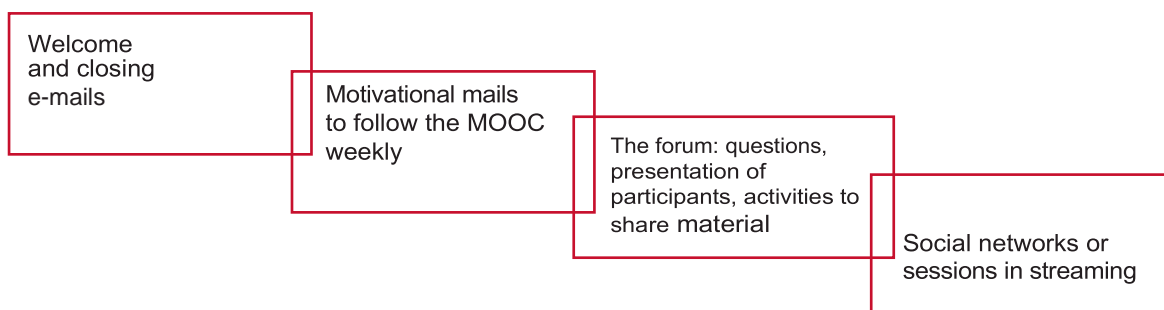 Welcome
and closing
e-mails
Motivational mails
to follow the MOOC
weekly
The forum: questions,
presentation of
participants, activities to
share material
Social networks or
sessions in streaming